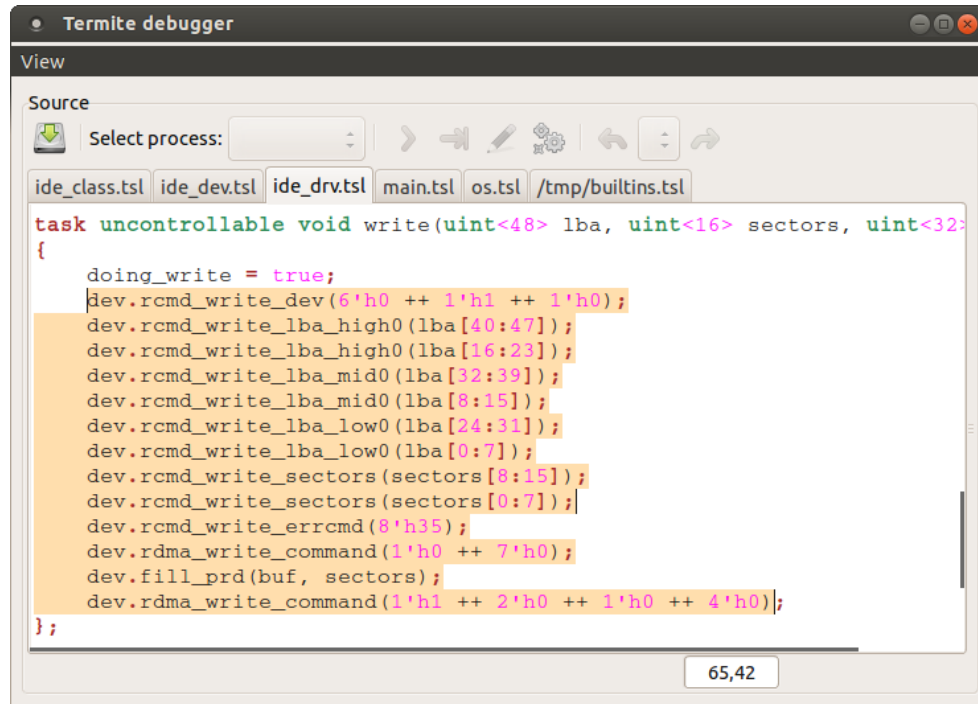 Termite debugger
View
Source
Select process:
ide_class.tsl ide_dev.tsl ide_drv.tsl main.tsl os.tsl /tmp/builtins.tsl
task uncontrollable void write(uint<48> lba, uint<16> sectors, uint<32>
{
    doing_write = true;
    dev.rcmd_write_dev(6'h0 ++ 1'h1 ++ 1'h0);
    dev.rcmd_write_lba_high0(lba[40:47]);
    dev.rcmd_write_lba_high0(lba[16:23]);
    dev.rcmd_write_lba_mid0(lba[32:39]);
    dev.rcmd_write_lba_mid0(lba[8:15]);
    dev.rcmd_write_lba_low0(lba[24:31]);
    dev.rcmd_write_lba_low0(lba[0:7]);
    dev.rcmd_write_sectors(sectors[8:15]);
    dev.rcmd_write_sectors(sectors[0:7]);
    dev.rcmd_write_errcmd(8'h35);
    dev.rdma_write_command(1'h0 ++ 7'h0);
    dev.fill_prd(buf, sectors);
    dev.rdma_write_command(1'h1 ++ 2'h0 ++ 1'h0 ++ 4'h0);
};
65,42